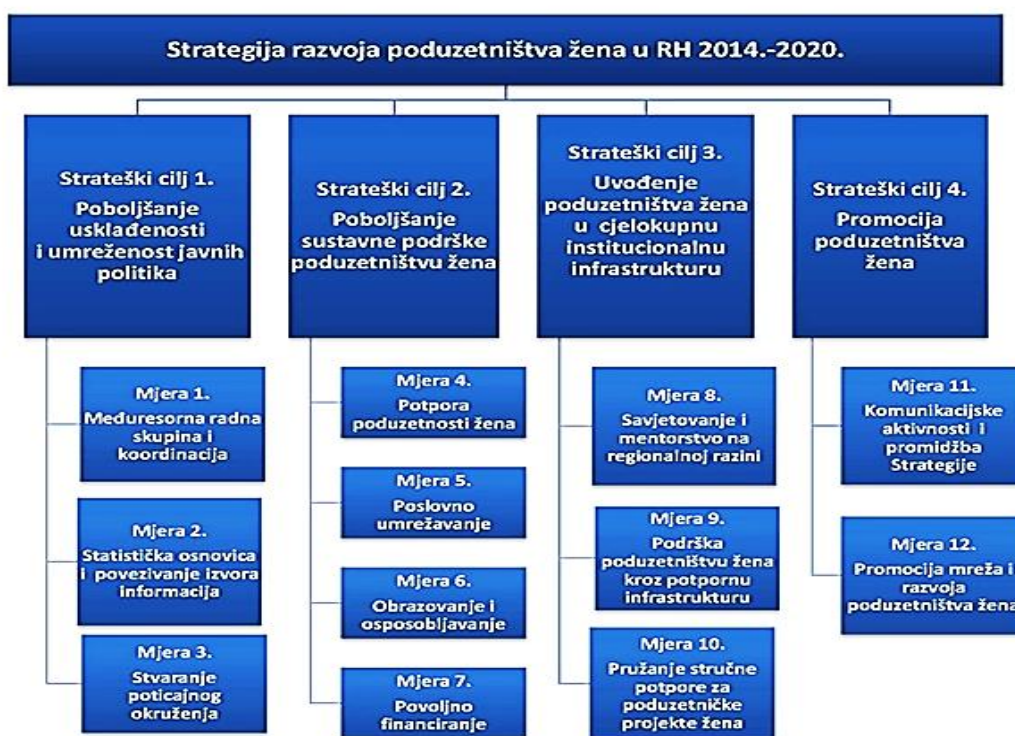 Strategija razvoja poduzetništva žena u RH 2014.-2020.
Strateški cilj 1.
Poboljšanje
usklađenosti
i umreženost javnih
politika
Mjera 1.
Međuresorna radna
skupina i
koordinacija
Mjera 2.
Statistička osnovica
i povezivanje izvora
informacija
Mjera 3.
Stvaranje
poticajnog
okruženja
Strateški cilj 2.
Poboljšanje
sustavne podrške
poduzetništvu žena
Mjera 4.
Potpora
poduzetnosti žena
Mjera 5.
Poslovno
umrežavanje
Mjera 6.
Obrazovanje i
osposobljavanje
Mjera 7.
Povoljno
financiranje
Strateški cilj 3.
Uvođenje
poduzetništva žena
u cjelokupnu
institucionalnu
infrastrukturu
Mjera 8.
Savjetovanje i
mentorstvo na
regionalnoj razini
Mjera 9.
Podrška
poduzetništvu žena
kroz potpornu
infrastrukturu
Mjera 10.
Pružanje stručne
potpore za
poduzetničke
projekte žena
Strateški cilj 4.
Promocija
poduzetništva
žena
Mjera 11.
Komunikacijske
aktivnosti i
promidžba
Strategije
Mjera 12.
Promocija mreža i
razvoja
poduzetništva žena